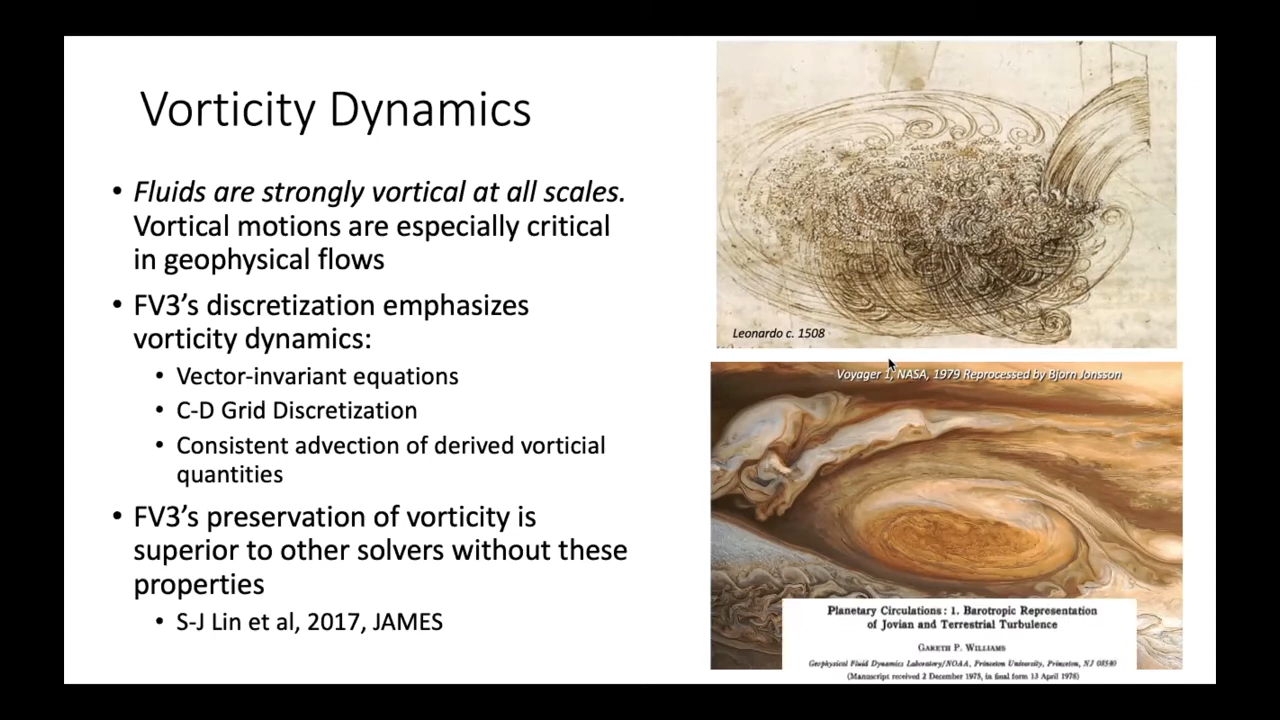 Vorticity Dynamics
• Fluids are strongly vortical at all scales.
Vortical motions are especially critical
in geophysical flows
• FV3’s discretization emphasizes
vorticity dynamics:
• Vector-invariant equations
• C-D Grid Discretization
• Consistent advection of derived vorticial
quantities
• FV3’s preservation of vorticity is
superior to other solvers without these
properties
• S-J Lin et al, 2017, JAMES
Leonardo c. 1508
Voyager 1, NASA, 1979 Reprocessed by Bjorn Jonsson
Planetary Circulations: 1. Barotropic Representation
of Jovian and Terrestrial Turbulence
GARETH P. WILLIAMS
Geophysical Fluid Dynamics Laboratory/NOAA, Princeton University, Princeton, NJ 08540
(Manuscript received 2 December 1975, in final form 13 April 1978)